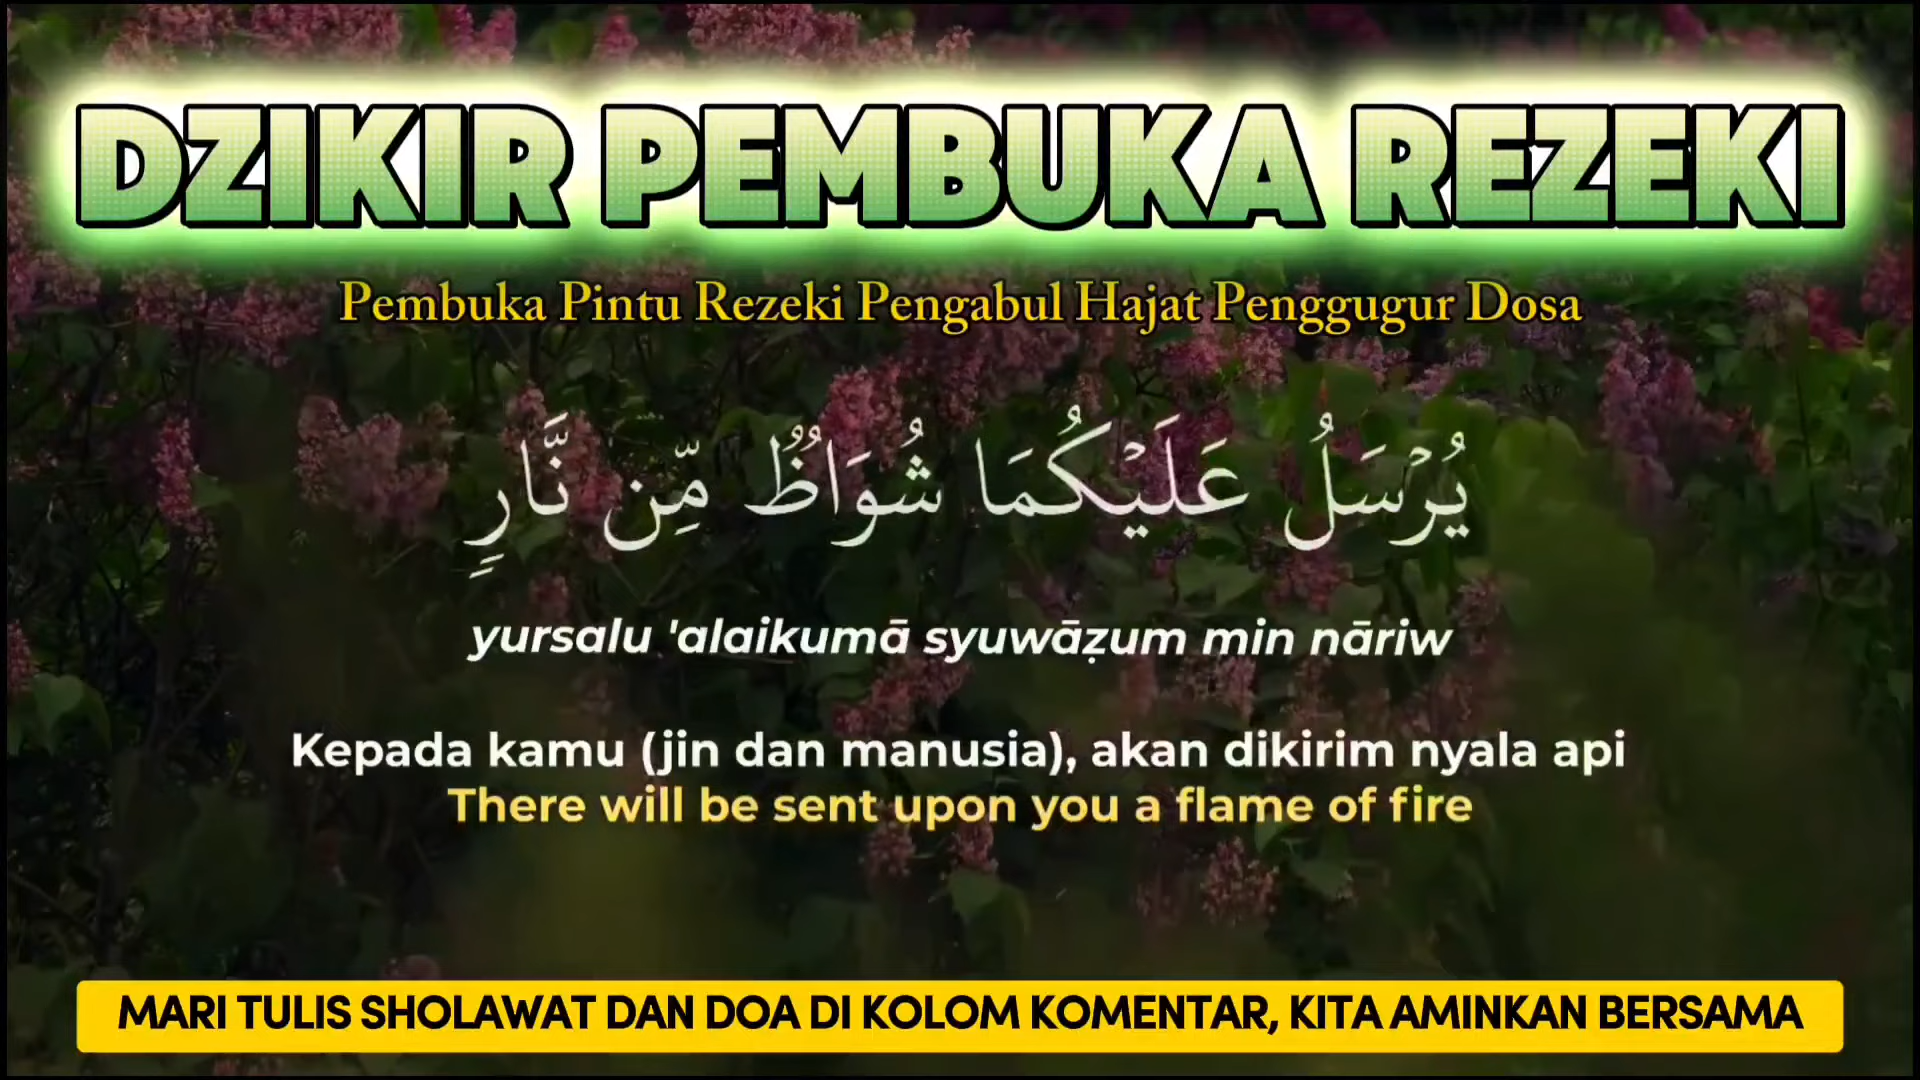 DZIKIR PEMBUKA REZEKI
Pembuka Pintu Rezeki Pengabul Hajat Penggugur Dosa
يُرْسَلُ عَلَيْكُمَا شُوَاظٌ مِّن نَّارٍ
yursalu 'alaikumā syuwāẓum min nāriw
Kepada kamu (jin dan manusia), akan dikirim nyala api
There will be sent upon you a flame of fire
MARI TULIS SHOLAWAT DAN DOA DI KOLOM KOMENTAR, KITA AMINKAN BERSAMA